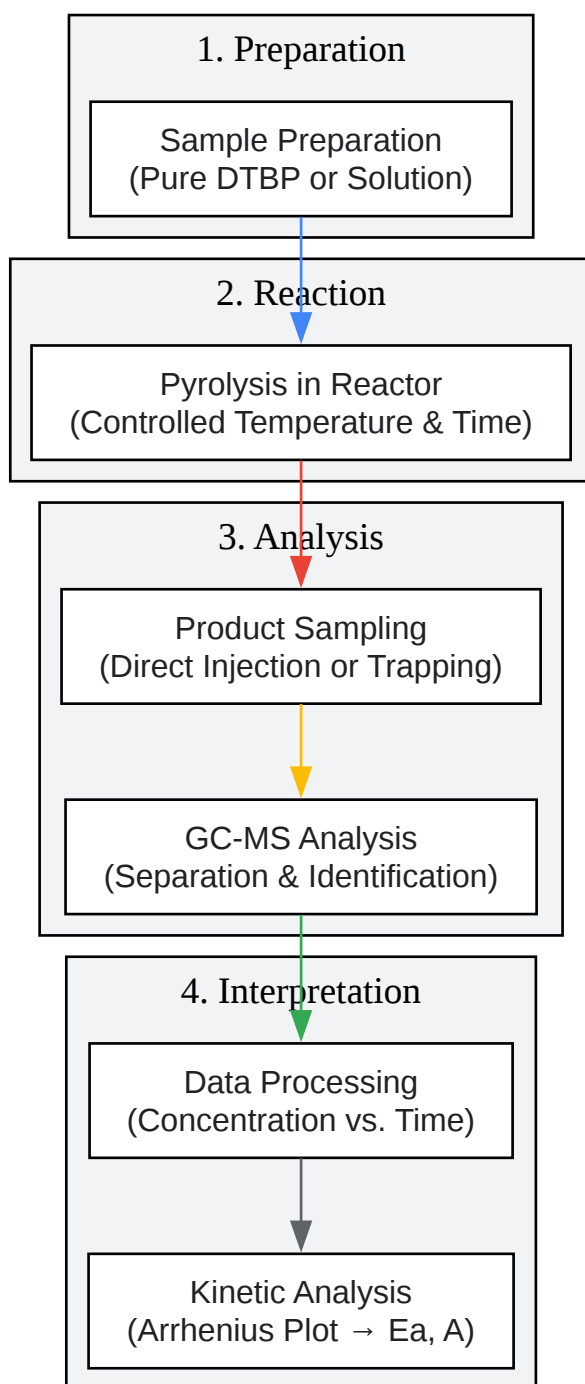 1. Preparation
Sample Preparation
(Pure DTBP or Solution)
2. Reaction
Pyrolysis in Reactor
(Controlled Temperature & Time)
3. Analysis
Product Sampling
(Direct Injection or Trapping)
GC-MS Analysis
(Separation & Identification)
4. Interpretation
Data Processing
(Concentration vs. Time)
Kinetic Analysis
(Arrhenius Plot → Ea, A)